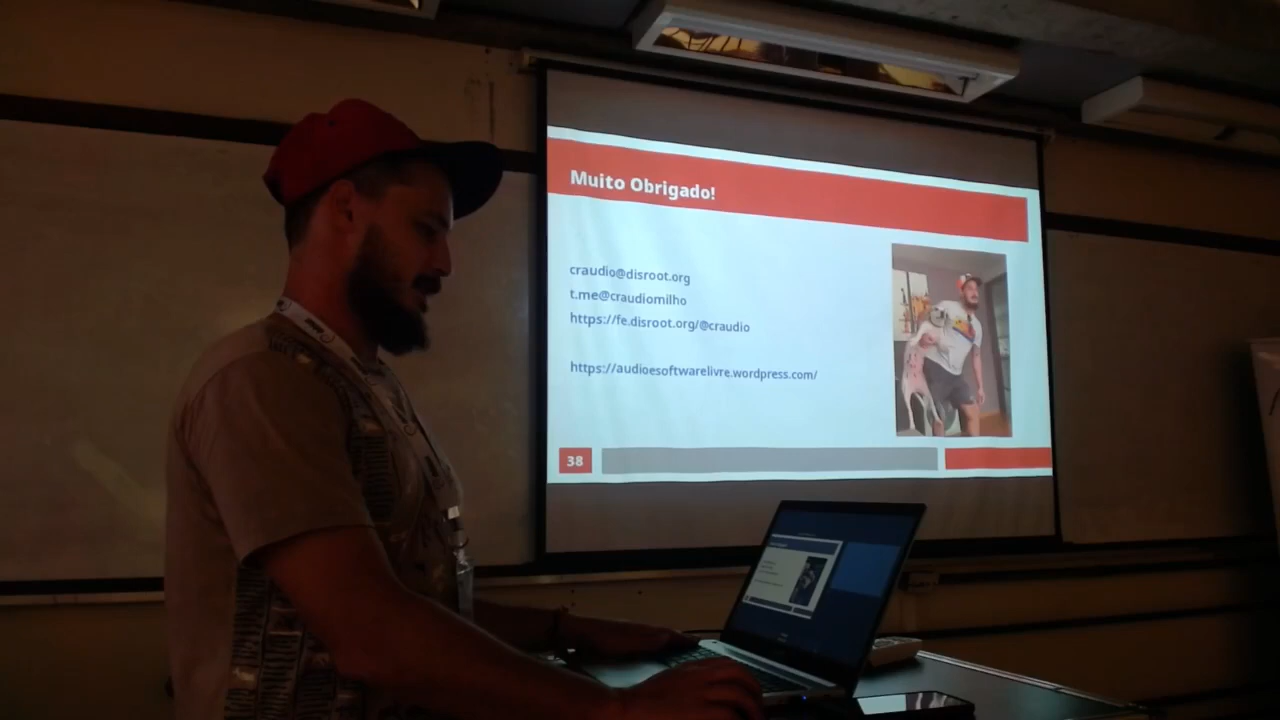 Muito Obrigado!
craudio@disroot.org
t.me@craudiomilho
https://fe.disroot.org/@craudio
https://audioesoftwarelivre.wordpress.com/
38